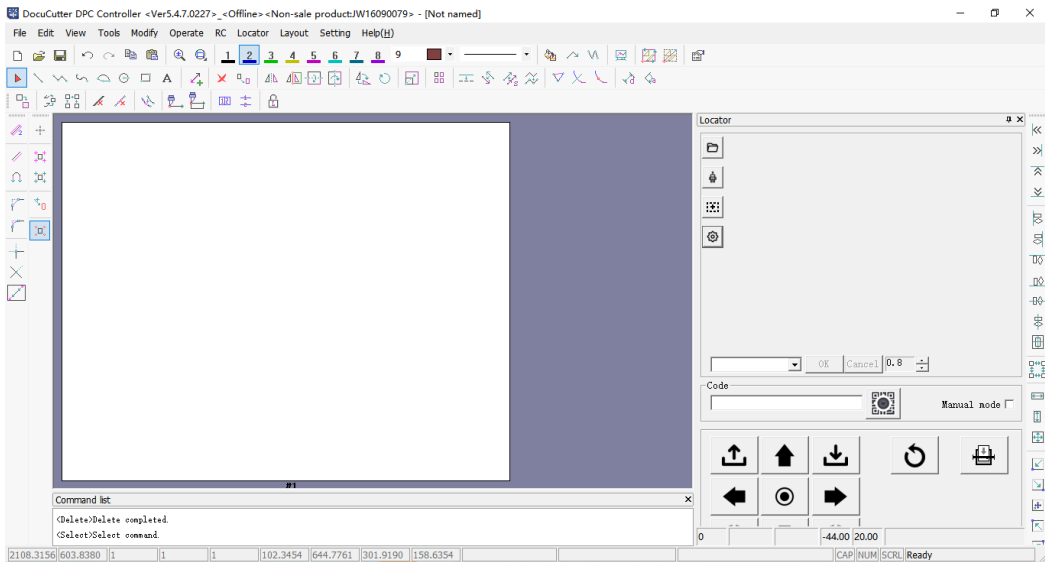 DocuCutter DPC Controller <Ver5.4.7.0227>_<Offline><Non-sale product:JW16090079> - [Not named]
File Edit View Tools Modify Operate RC Locator Layout Setting Help(H)
1 2 3 4 5 6 7 8 9
A
Locator
OK Cancel 0.8
Code
Manual mode
#1
Command list
<Delete>Delete completed.
<Select>Select command.
0 -44.00 20.00
2108.3156 603.8380 1 1 1 102.3454 644.7761 301.9190 158.6354 CAP NUM SCRL Ready